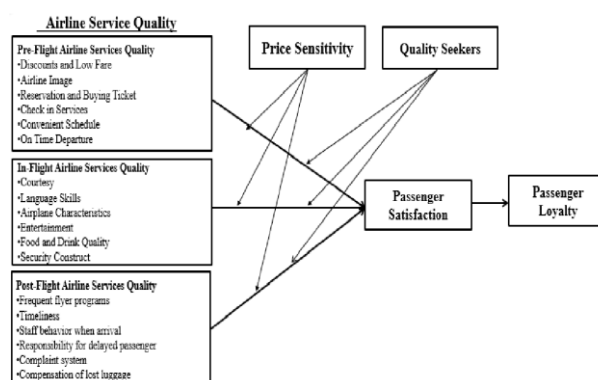 Airline Service Quality
Pre-Flight Airline Services Quality
•Discounts and Low Fare
•Airline Image
•Reservation and Buying Ticket
•Check in Services
•Convenient Schedule
•On Time Departure
Price Sensitivity
Quality Seekers
In-Flight Airline Services Quality
•Courtesy
•Language Skills
•Airplane Characteristics
•Entertainment
•Food and Drink Quality
•Security Construct
Passenger
Satisfaction
Passenger
Loyalty
Post-Flight Airline Services Quality
•Frequent flyer programs
•Timeliness
•Staff behavior when arrival
•Responsibility for delayed passenger
•Complaint system
•Compensation of lost luggage